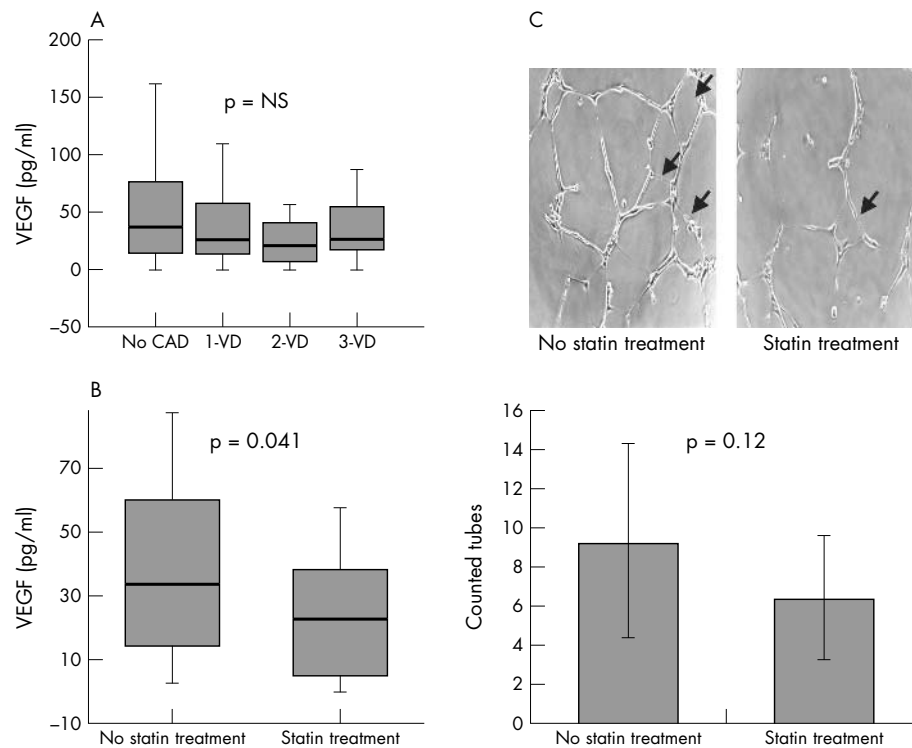 A
200
150
100
50
0
–50
VEGF (pg/ml)
p = NS
No CAD 1-VD 2-VD 3-VD
C
No statin treatment Statin treatment
B
70
50
30
10
–10
VEGF (pg/ml)
p = 0.041
No statin treatment Statin treatment
16
14
12
10
8
6
4
2
0
Counted tubes
p = 0.12
No statin treatment Statin treatment